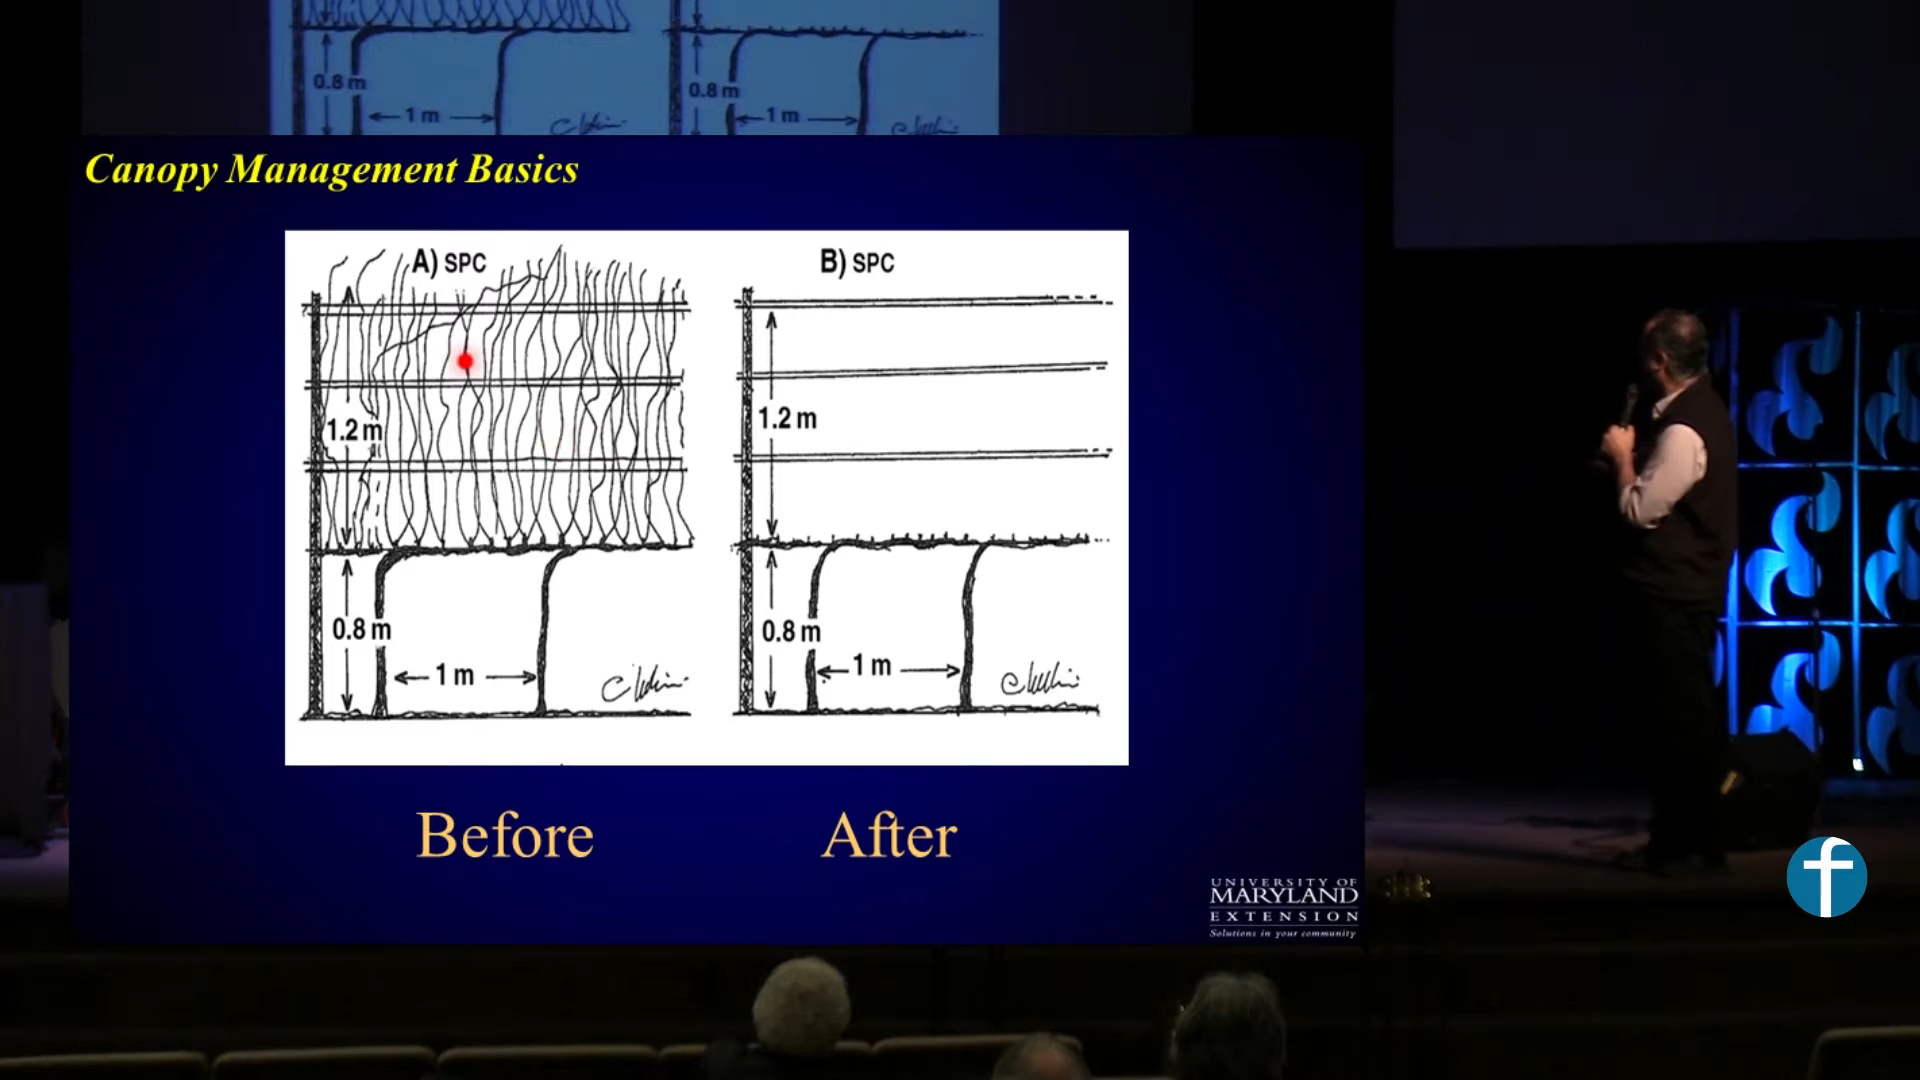 0.8 m
1 m
0.8 m
1 m
Canopy Management Basics
A) SPC
B) SPC
1.2 m
1.2 m
0.8 m
0.8 m
1 m
1 m
Before
After
UNIVERSITY OF
MARYLAND
EXTENSION
Solutions in your community
f